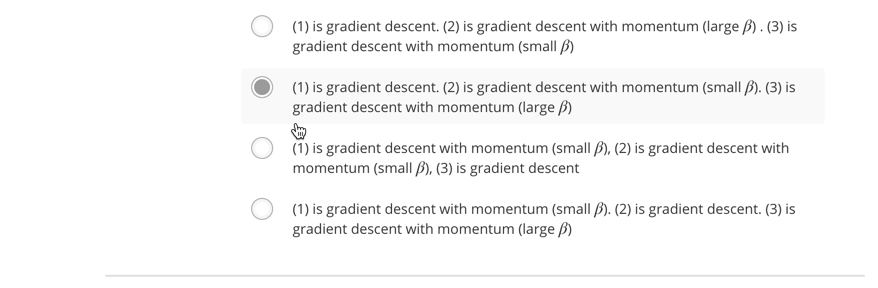 (1) is gradient descent. (2) is gradient descent with momentum (large β) . (3) is
gradient descent with momentum (small β)
(1) is gradient descent. (2) is gradient descent with momentum (small β). (3) is
gradient descent with momentum (large β)
(1) is gradient descent with momentum (small β), (2) is gradient descent with
momentum (small β), (3) is gradient descent
(1) is gradient descent with momentum (small β). (2) is gradient descent. (3) is
gradient descent with momentum (large β)